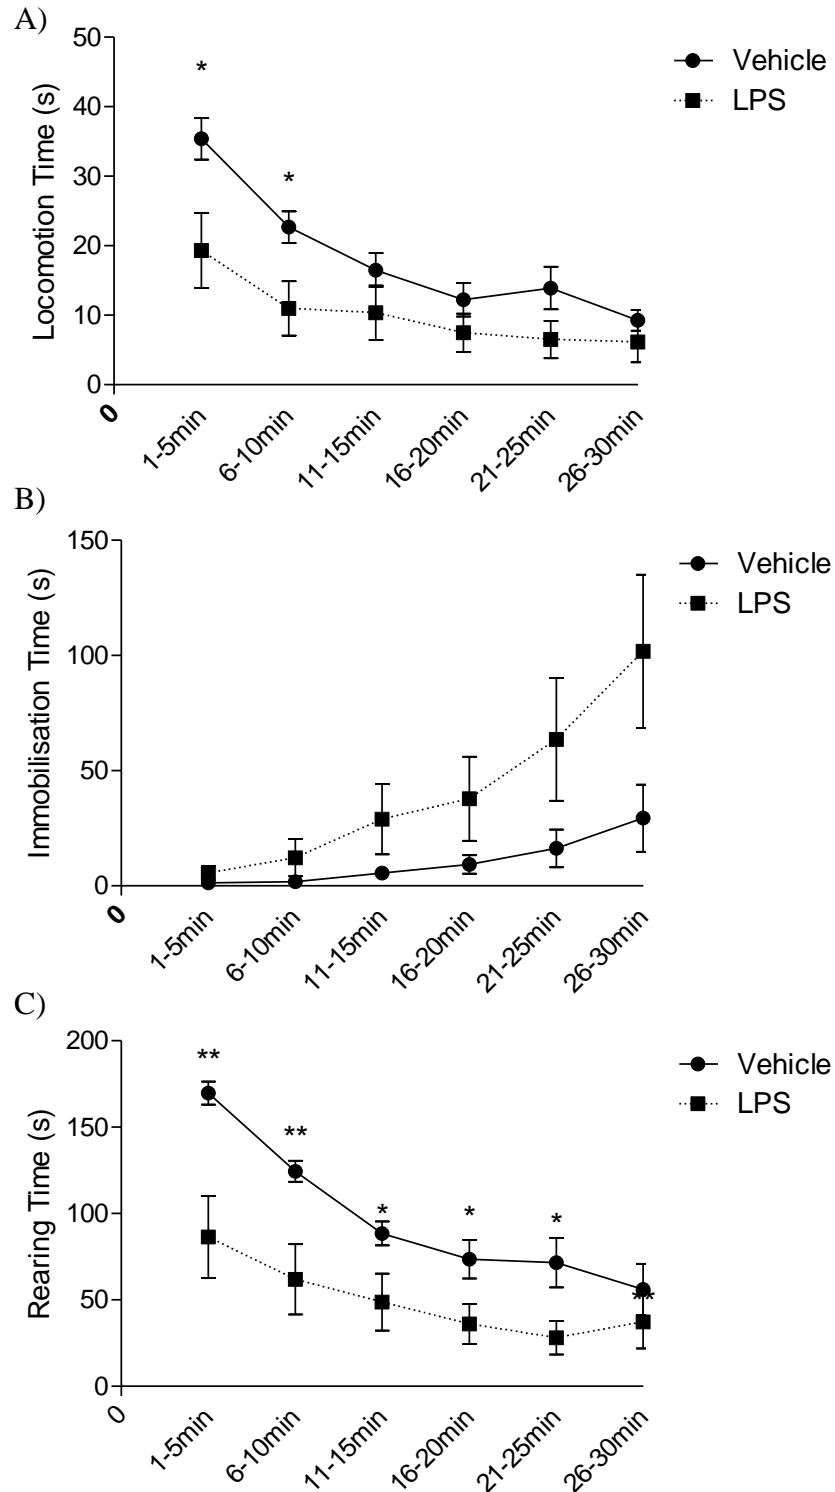 A)
50
40
30
20
10
0
Locomotion Time (s)
*
*
Vehicle
LPS
0
1-5min
6-10min
11-15min
16-20min
21-25min
26-30min
B)
150
100
50
0
Immobilisation Time (s)
Vehicle
LPS
0
1-5min
6-10min
11-15min
16-20min
21-25min
26-30min
C)
200
150
100
50
0
Rearing Time (s)
**
**
*
*
*
**
Vehicle
LPS
0
1-5min
6-10min
11-15min
16-20min
21-25min
26-30min